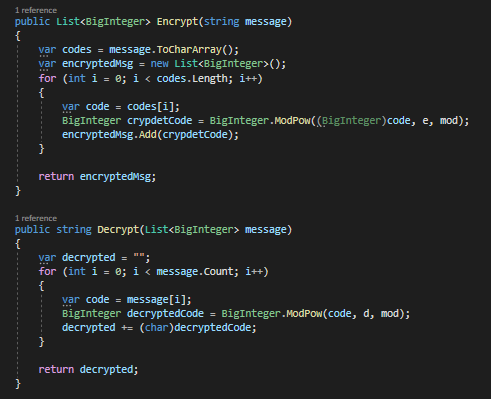 1 reference
public List<BigInteger> Encrypt(string message)
{
var codes = message.ToCharArray();
var encryptedMsg = new List<BigInteger>();
for (int i = 0; i < codes.Length; i++)
{
var code = codes[i];
BigInteger crypdetCode = BigInteger.ModPow((BigInteger)code, e, mod);
encryptedMsg.Add(crypdetCode);
}
return encryptedMsg;
}
1 reference
public string Decrypt(List<BigInteger> message)
{
var decrypted = "";
for (int i = 0; i < message.Count; i++)
{
var code = message[i];
BigInteger decryptedCode = BigInteger.ModPow(code, d, mod);
decrypted += (char)decryptedCode;
}
return decrypted;
}